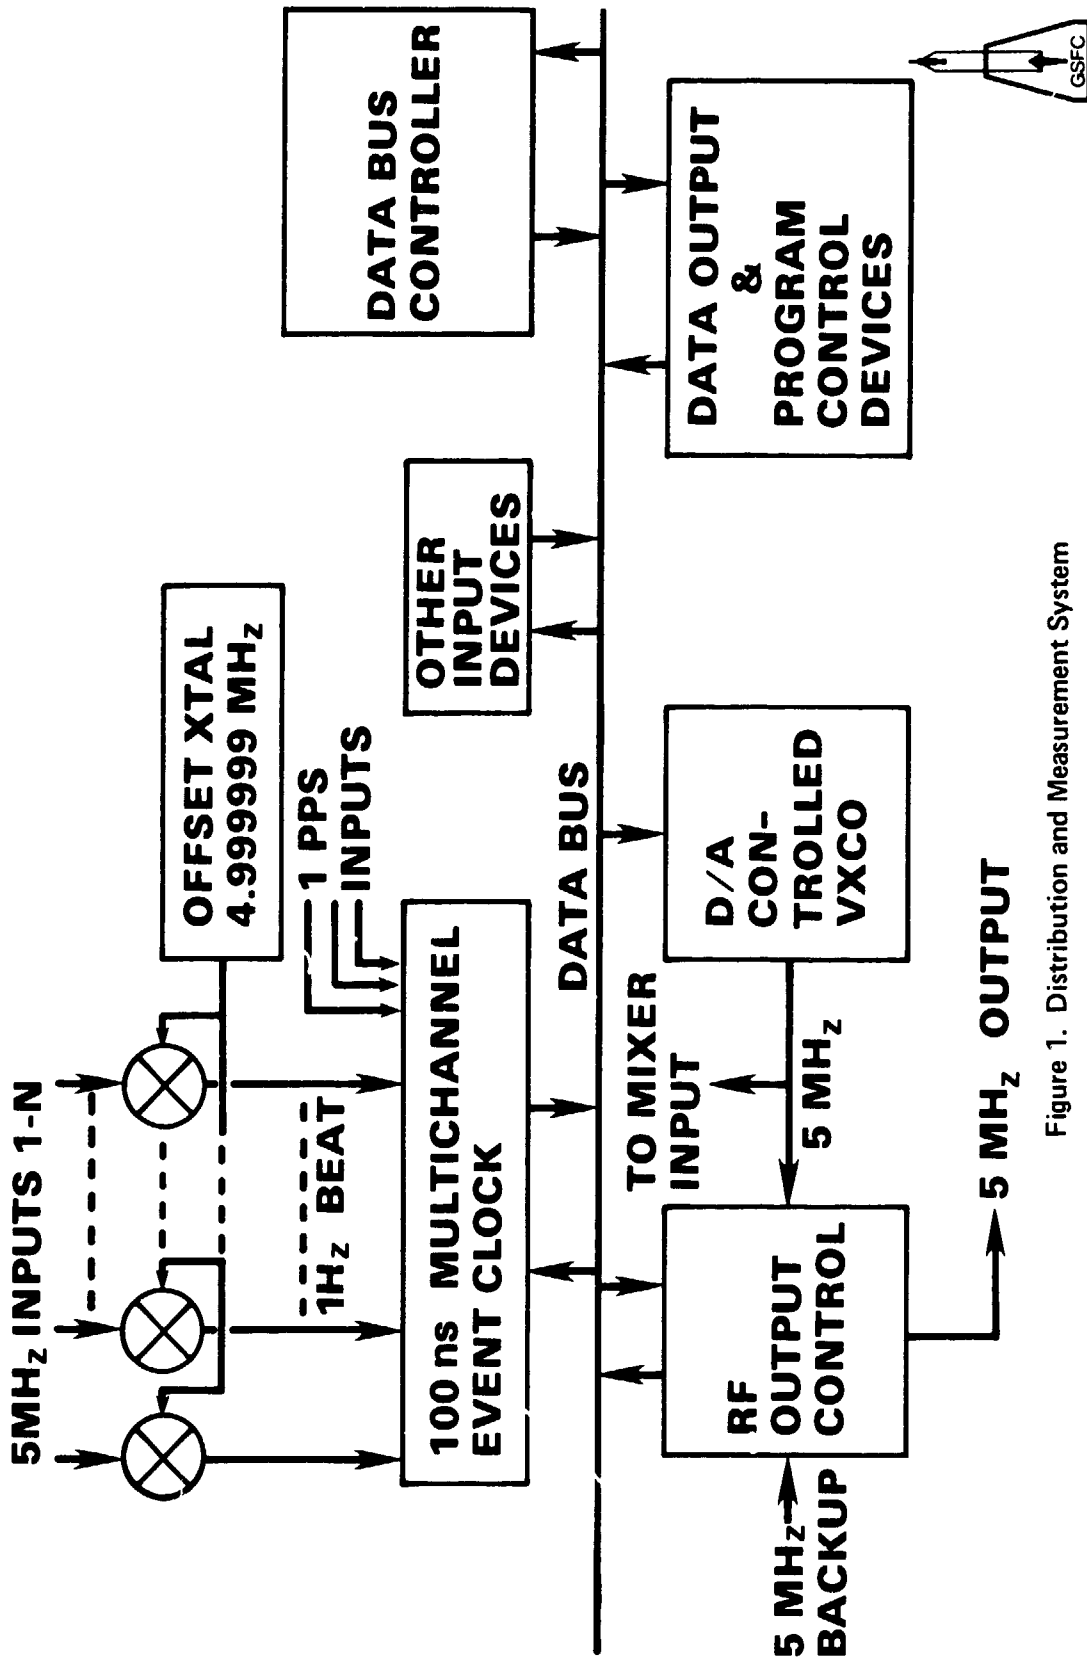 5MHz INPUTS 1-N
OFFSET XTAL
4.999999 MHz
1 PPS
INPUTS
1Hz BEAT
100 ns MULTICHANNEL
EVENT CLOCK
OTHER
INPUT
DEVICES
DATA BUS
CONTROLLER
DATA BUS
TO MIXER
INPUT
5 MHz
BACKUP
RF
OUTPUT
CONTROL
5 MHz
D/A
CON-
TROLLED
VXCO
DATA OUTPUT
&
PROGRAM
CONTROL
DEVICES
5 MHz OUTPUT
GSFC
Figure 1. Distribution and Measurement System